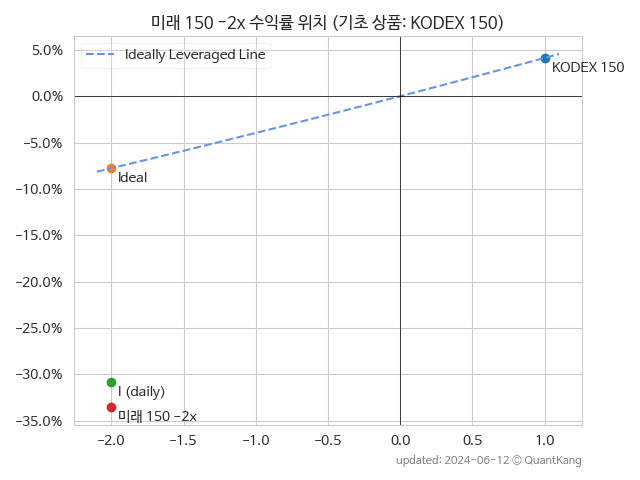 미래 150 -2x 수익률 위치 (기초 상품: KODEX 150)
5.0%
0.0%
-5.0%
-10.0%
-15.0%
-20.0%
-25.0%
-30.0%
-35.0%
Ideally Leveraged Line
KODEX 150
Ideal
I (daily)
미래 150 -2x
-2.0 -1.5 -1.0 -0.5 0.0 0.5 1.0
updated: 2024-06-12 © QuantKang